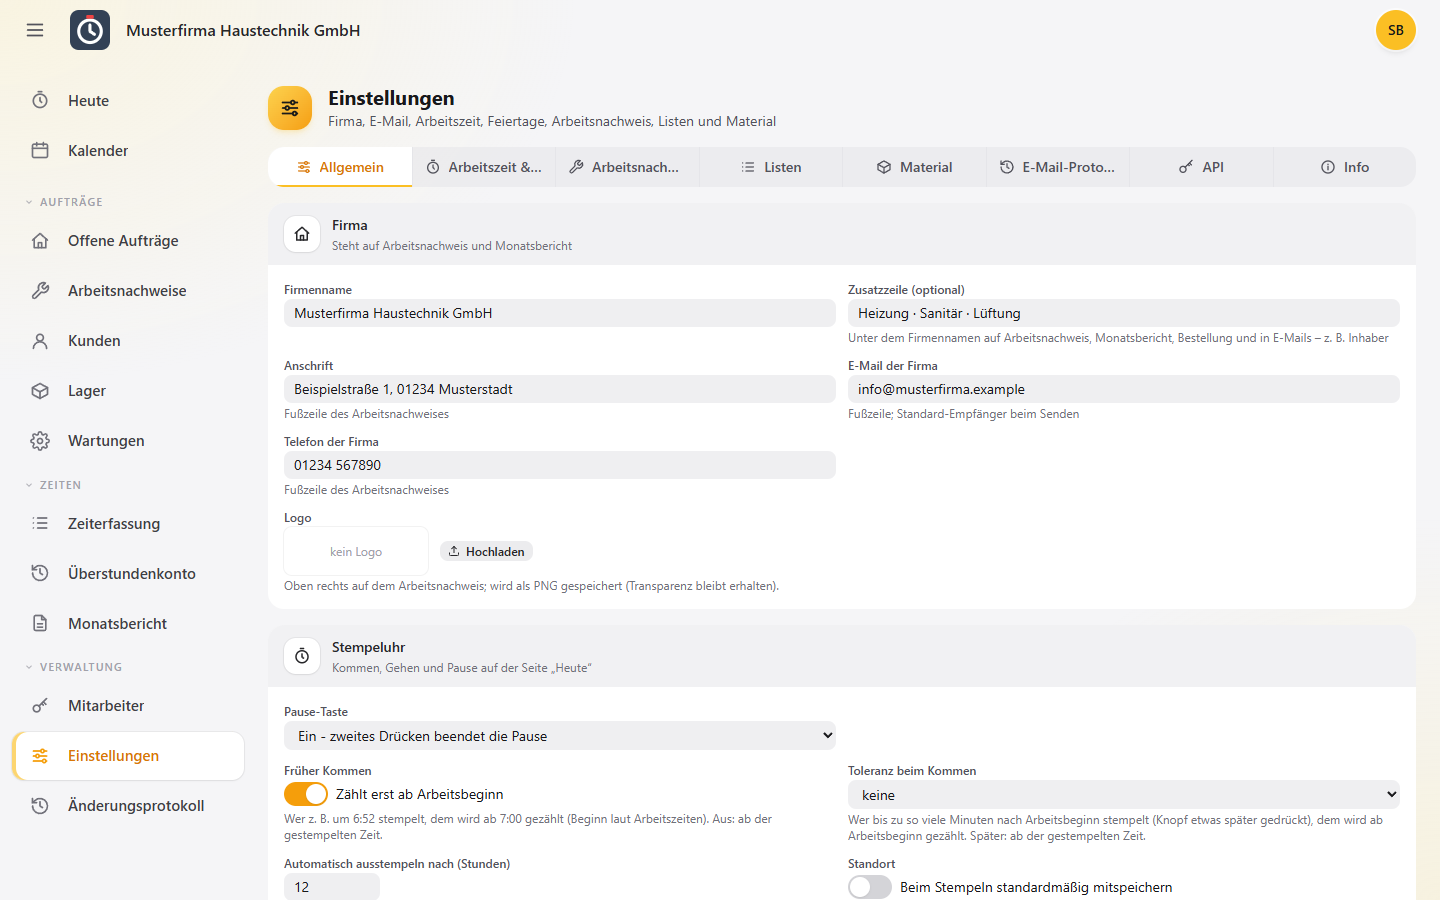 Musterfirma Haustechnik GmbH
SB
Heute
Kalender
AUFTRÄGE
Offene Aufträge
Arbeitsnachweise
Kunden
Lager
Wartungen
ZEITEN
Zeiterfassung
Überstundenkonto
Monatsbericht
VERWALTUNG
Mitarbeiter
Einstellungen
Änderungsprotokoll
Einstellungen
Firma, E-Mail, Arbeitszeit, Feiertage, Arbeitsnachweis, Listen und Material
Allgemein
Arbeitszeit &...
Arbeitsnach...
Listen
Material
E-Mail-Proto...
API
Info
Firma
Steht auf Arbeitsnachweis und Monatsbericht
Firmenname
Musterfirma Haustechnik GmbH
Zusatzzeile (optional)
Heizung · Sanitär · Lüftung
Unter dem Firmennamen auf Arbeitsnachweis, Monatsbericht, Bestellung und in E-Mails – z. B. Inhaber
Anschrift
Beispielstraße 1, 01234 Musterstadt
Fußzeile des Arbeitsnachweises
E-Mail der Firma
info@musterfirma.example
Fußzeile; Standard-Empfänger beim Senden
Telefon der Firma
01234 567890
Fußzeile des Arbeitsnachweises
Logo
kein Logo
Hochladen
Oben rechts auf dem Arbeitsnachweis; wird als PNG gespeichert (Transparenz bleibt erhalten).
Stempeluhr
Kommen, Gehen und Pause auf der Seite „Heute“
Pause-Taste
Ein - zweites Drücken beendet die Pause
Früher Kommen
Zählt erst ab Arbeitsbeginn
Wer z. B. um 6:52 stempelt, dem wird ab 7:00 gezählt (Beginn laut Arbeitszeiten). Aus: ab der
gestempelten Zeit.
Toleranz beim Kommen
keine
Wer bis zu so viele Minuten nach Arbeitsbeginn stempelt (Knopf etwas später gedrückt), dem wird ab
Arbeitsbeginn gezählt. Später: ab der gestempelten Zeit.
Automatisch ausstempeln nach (Stunden)
12
Standort
Beim Stempeln standardmäßig mitspeichern